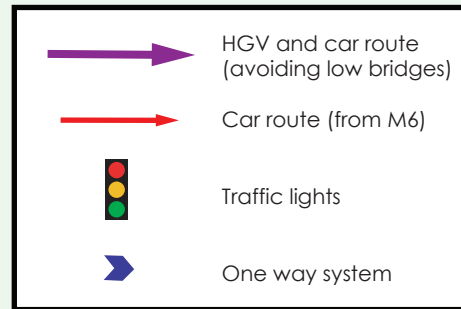 HGV and car route
(avoiding low bridges)
Car route (from M6)
Traffic lights
One way system